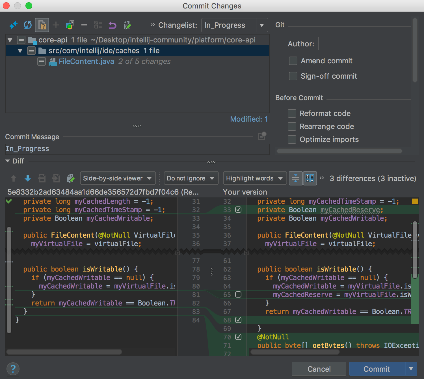 Commit Changes
Changelist: In_Progress
Git
core-api 1 file ~/Desktop/intellij-community/platform/core-api
src/com/intellij/ide/caches 1 file
FileContent.java 2 of 5 changes
Author:
Amend commit
Sign-off commit
Modified: 1
Before Commit
Reformat code
Rearrange code
Optimize imports
Commit Message
In_Progress
Diff
Side-by-side viewer
Do not ignore
Highlight words
3 differences (3 inactive)
Your version
private long myCachedLength = -1;
private long myCachedTimeStamp = -1;
private Boolean myCachedWritable;
public FileContent(@NotNull VirtualFile
myVirtualFile = virtualFile;
public boolean isWritable() {
if (myCachedWritable == null) {
myCachedWritable = myVirtualFile.is
}
return myCachedWritable == Boolean.TR
}
}
private long myCachedTimeStamp = -1;
private Boolean myCachedReserve;
private Boolean myCachedWritable;
public FileContent(@NotNull VirtualFile
myVirtualFile = virtualFile;
public boolean isWritable() {
if (myCachedWritable == null) {
myCachedWritable = myVirtualFile.isW
myCachedReserve = myVirtualFile.isWr
}
return myCachedWritable == Boolean.TRU
}
@NotNull
public byte[] getBytes() throws IOExceptio
?
Cancel
Commit